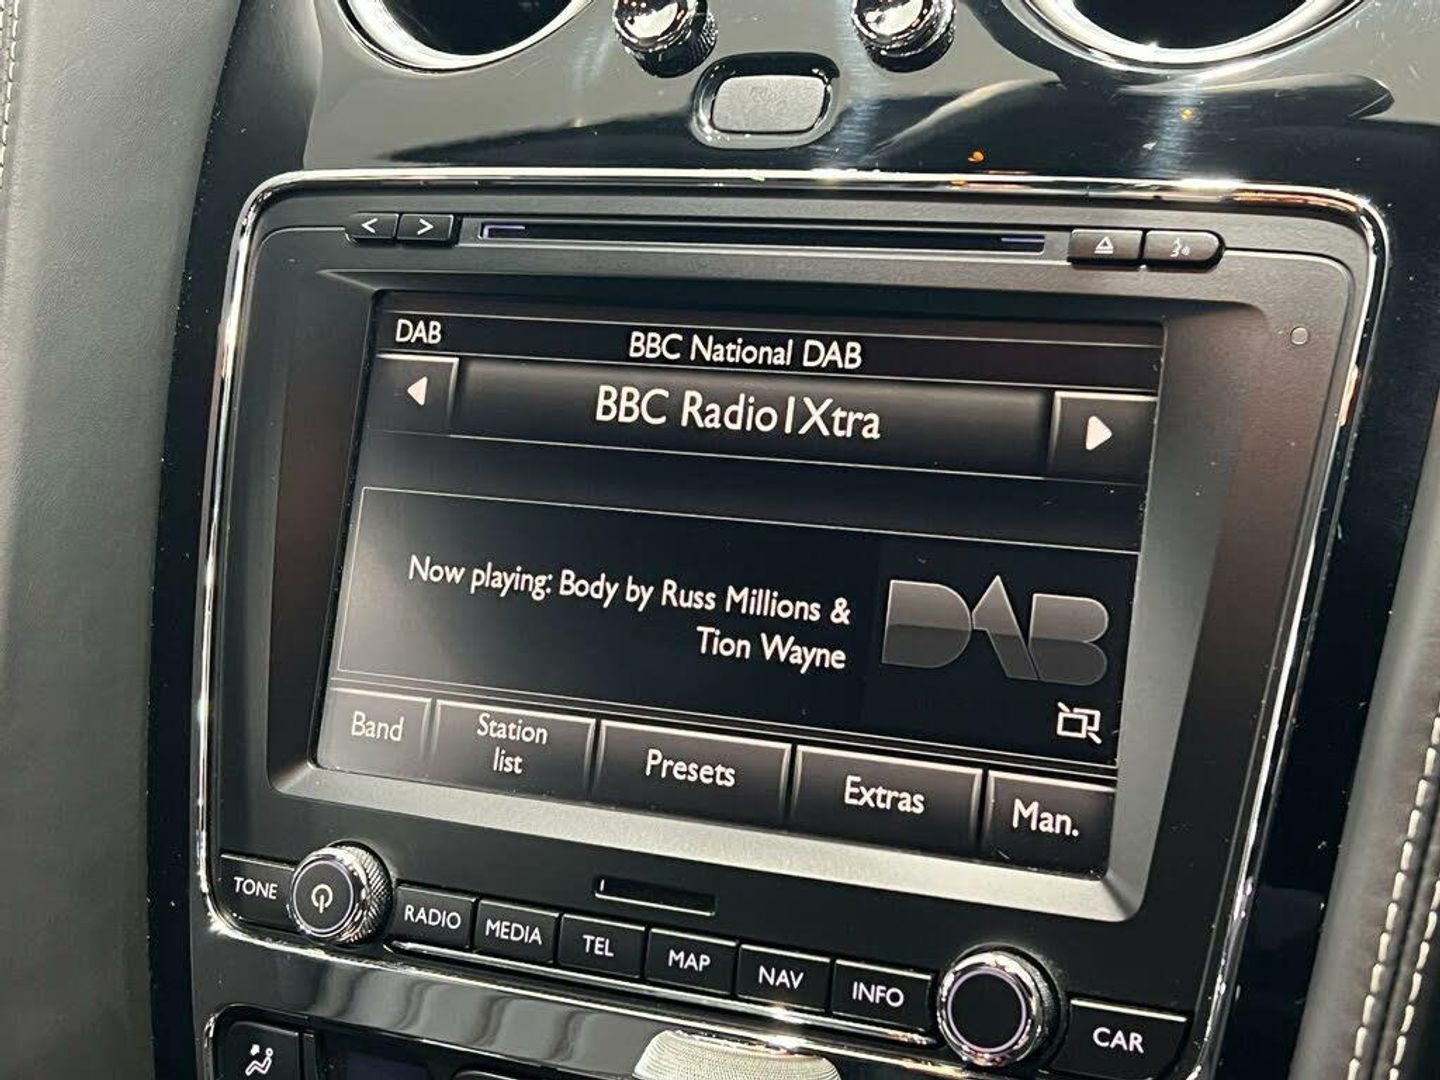 < >
DAB
BBC National DAB
BBC Radio1Xtra
Now playing: Body by Russ Millions &
Tion Wayne
DAB
Band
Station
list
Presets
Extras
Man.
TONE
RADIO
MEDIA
TEL
MAP
NAV
INFO
CAR